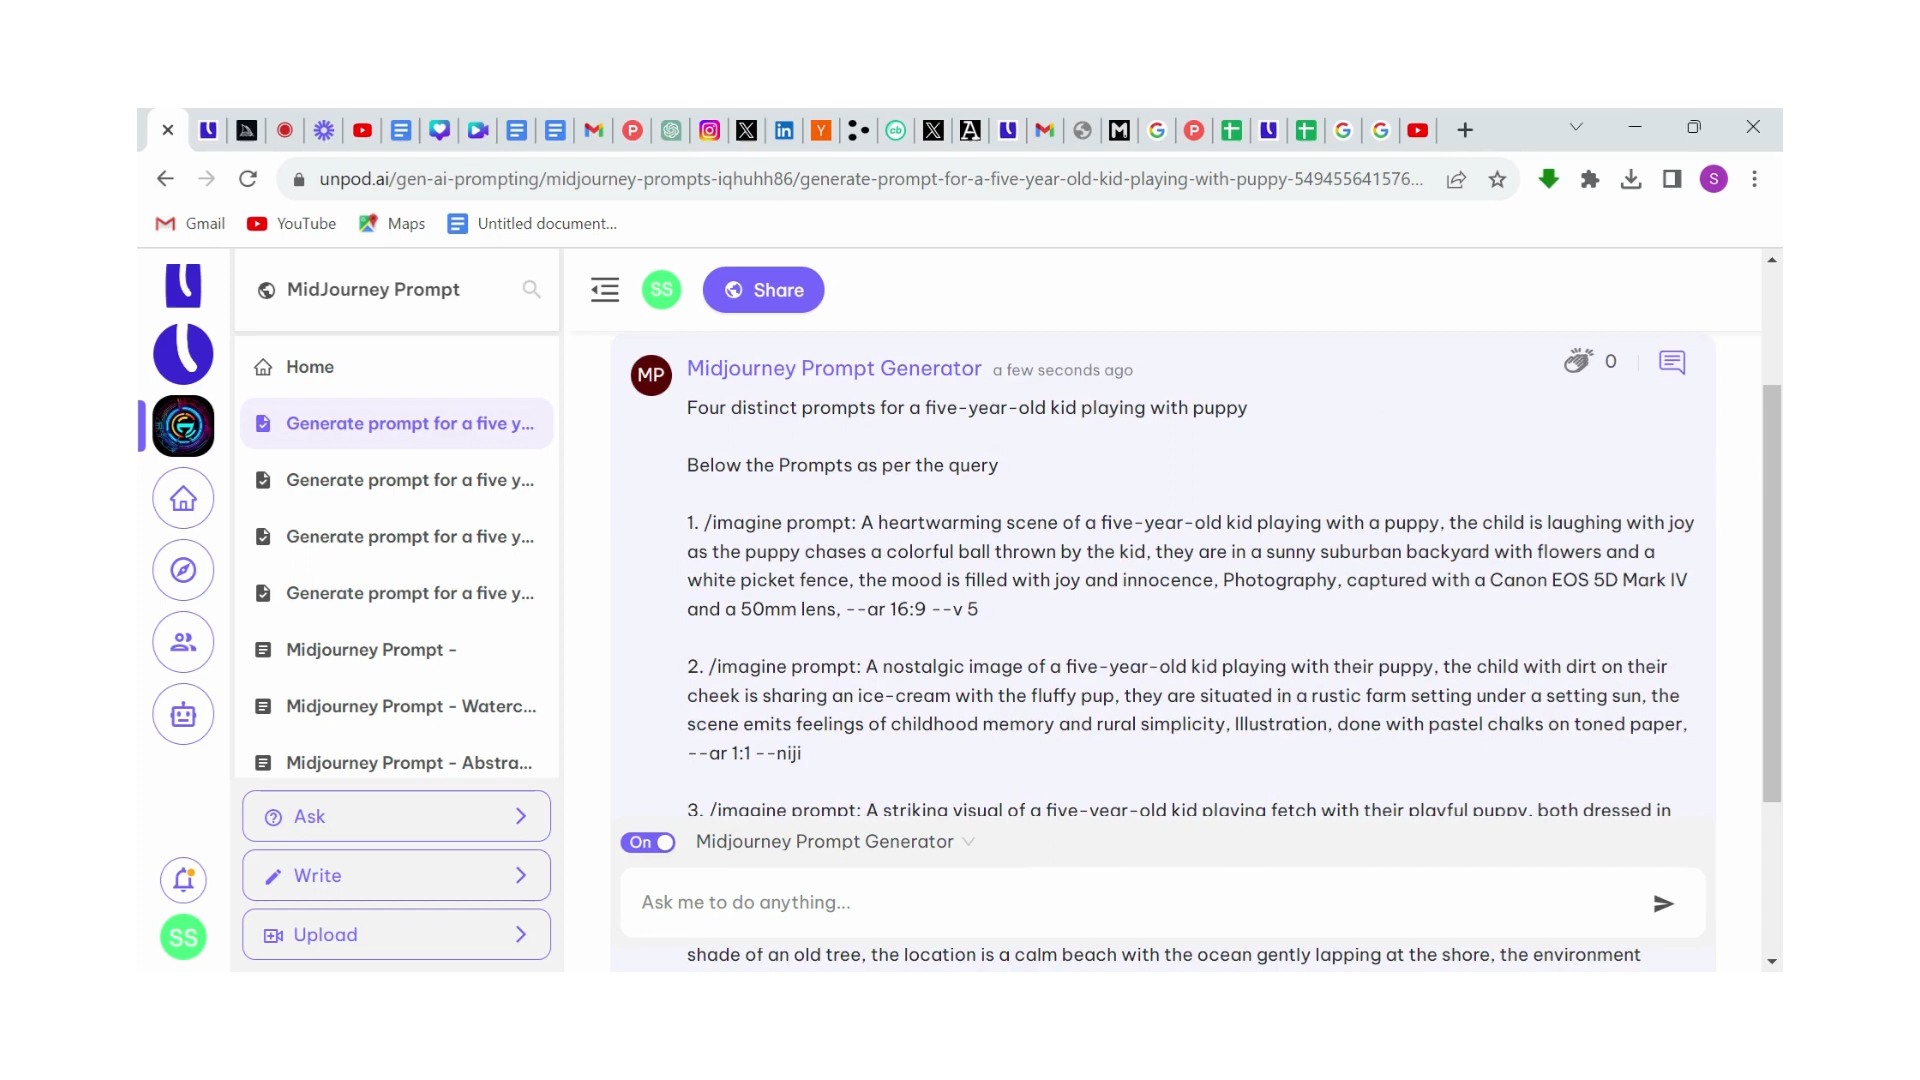 unpod.ai/gen-ai-prompting/midjourney-prompts-iqhuhh86/generate-prompt-for-a-five-year-old-kid-playing-with-puppy-549455641576...
S
Gmail
YouTube
Maps
Untitled document...
MidJourney Prompt
Home
Generate prompt for a five y...
Generate prompt for a five y...
Generate prompt for a five y...
Generate prompt for a five y...
Midjourney Prompt -
Midjourney Prompt - Waterc...
Midjourney Prompt - Abstra...
Ask
Write
Upload
SS
SS
Share
MP
Midjourney Prompt Generator a few seconds ago
0
Four distinct prompts for a five-year-old kid playing with puppy
Below the Prompts as per the query
1. /imagine prompt: A heartwarming scene of a five-year-old kid playing with a puppy, the child is laughing with joy
as the puppy chases a colorful ball thrown by the kid, they are in a sunny suburban backyard with flowers and a
white picket fence, the mood is filled with joy and innocence, Photography, captured with a Canon EOS 5D Mark IV
and a 50mm lens, --ar 16:9 --v 5
2. /imagine prompt: A nostalgic image of a five-year-old kid playing with their puppy, the child with dirt on their
cheek is sharing an ice-cream with the fluffy pup, they are situated in a rustic farm setting under a setting sun, the
scene emits feelings of childhood memory and rural simplicity, Illustration, done with pastel chalks on toned paper,
--ar 1:1 --niji
3. /imagine prompt: A striking visual of a five-year-old kid playing fetch with their playful puppy, both dressed in
On
Midjourney Prompt Generator
Ask me to do anything...
shade of an old tree, the location is a calm beach with the ocean gently lapping at the shore, the environment